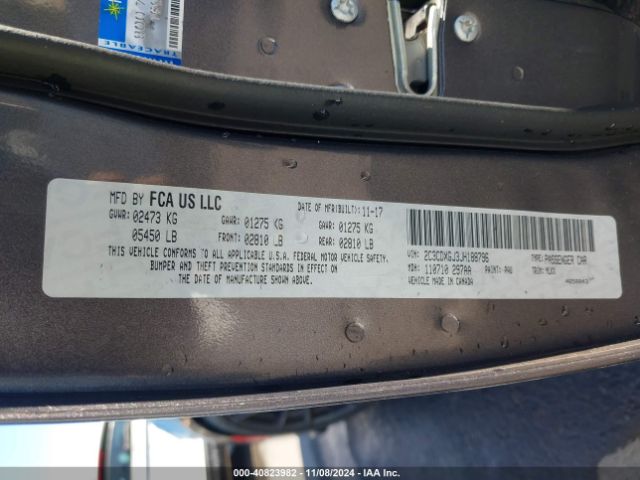 TRACEABLE
MFD BY FCA US LLC
DATE OF MFR(BUILT): 11-17
GVWR: 02473 KG
GAWR: 01275 KG
GAWR: 01275 KG
05450 LB
FRONT: 02810 LB
REAR: 02810 LB
THIS VEHICLE CONFORMS TO ALL APPLICABLE U.S.A. FEDERAL MOTOR VEHICLE SAFETY,
BUMPER AND THEFT PREVENTION STANDARDS IN EFFECT ON
THE DATE OF MANUFACTURE SHOWN ABOVE.
VIN: 2C3CDXGJ3JH188796
TYPE: PASSENGER CAR
MDH: 110710 297AA
PAINT: PAU
TRIM: MLX9
VEHICLE MADE IN CANADA
000-40823982 - 11/08/2024 - IAA Inc.